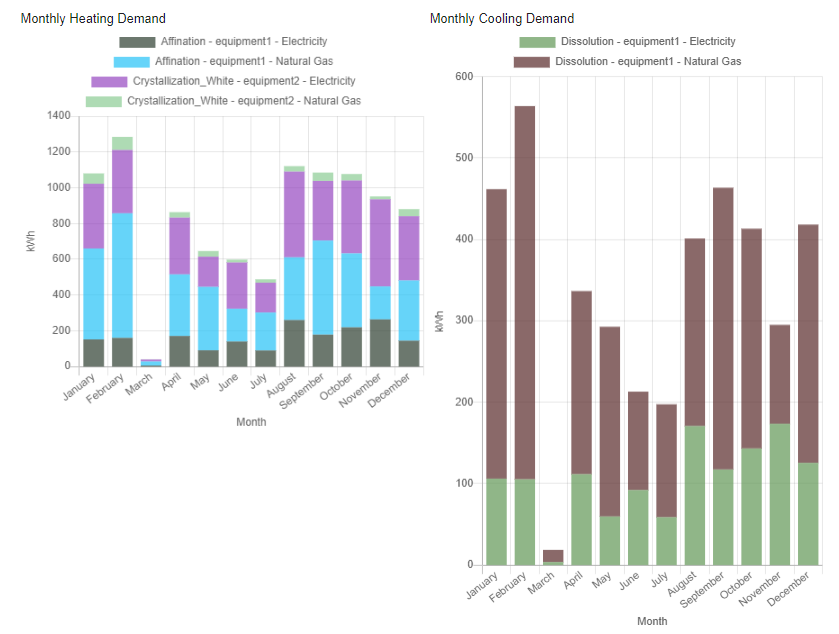 Monthly Heating Demand
Affination - equipment1 - Electricity
Affination - equipment1 - Natural Gas
Crystallization_White - equipment2 - Electricity
Crystallization_White - equipment2 - Natural Gas
1400
1200
1000
800
600
400
200
0
kWh
January
February
March
April
May
June
July
August
September
October
November
December
Month
Monthly Cooling Demand
Dissolution - equipment1 - Electricity
Dissolution - equipment1 - Natural Gas
600
500
400
300
200
100
0
kWh
January
February
March
April
May
June
July
August
September
October
November
December
Month